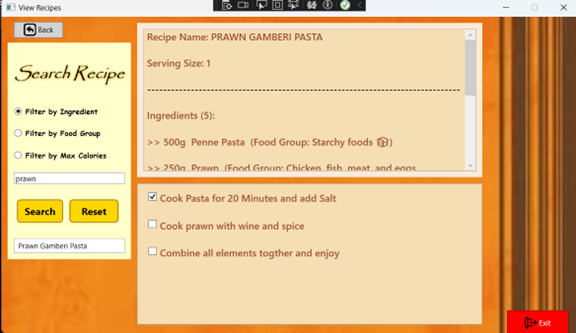 View Recipes
Back
Search Recipe
Filter by Ingredient
Filter by Food Group
Filter by Max Calories
prawn
Search Reset
Prawn Gamberi Pasta
Recipe Name: PRAWN GAMBERI PASTA
Serving Size: 1
Ingredients (5):
>> 500g Penne Pasta (Food Group: Starchy foods )
>> 250g Prawn (Food Group: Chicken, fish, meat, and eggs
Cook Pasta for 20 Minutes and add Salt
Cook prawn with wine and spice
Combine all elements togther and enjoy
Exit